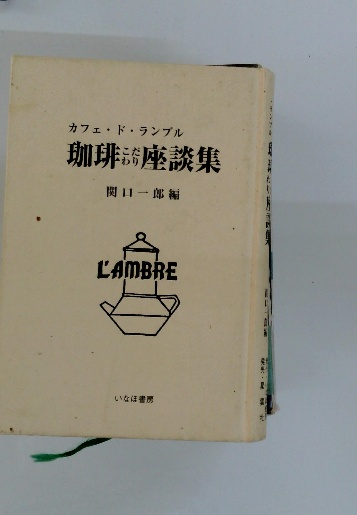 カフェ・ド・ランブル
珈琲こだわり座談集
関口一郎編
L'AMBRE
いなほ書房